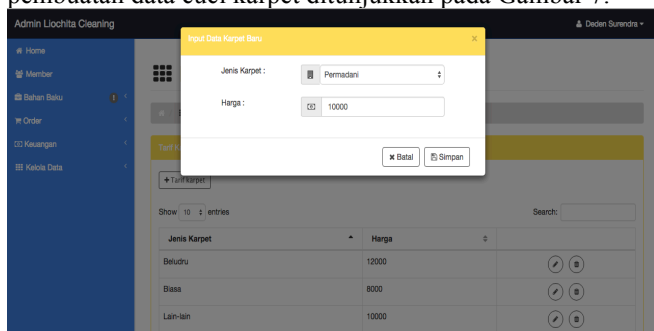 pembuatan data cuci karpet ditunjukkan pada Gambar 7.
Admin Liochita Cleaning
Deden Surendra
Input Data Karpet Baru
×
Home
Member
Bahan Baku
Order
Keuangan
Kelola Data
Jenis Karpet :
Permadani
Harga :
10000
Batal
Simpan
+ Tarif karpet
Show 10 entries
Search:
Jenis Karpet Harga
Beludru 12000
Biasa 8000
Lain-lain 10000